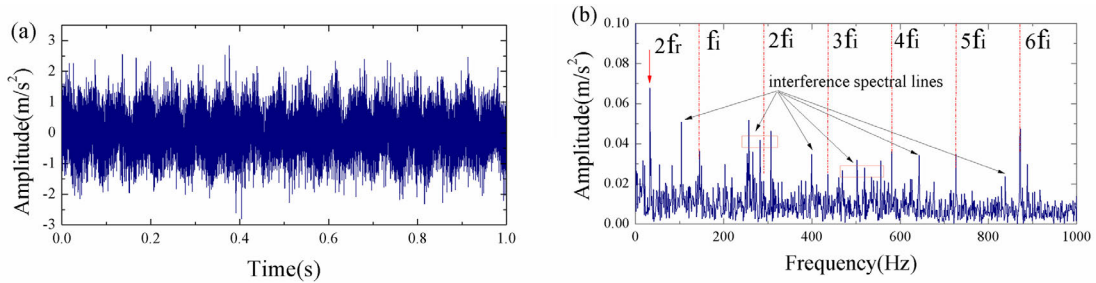 (a)
Amplitude(m/s²)
3
2
1
0
-1
-2
-3
0.0 0.2 0.4 0.6 0.8 1.0
Time(s)
(b)
Amplitude(m/s²)
0.10
0.08
0.06
0.04
0.02
0.00
2fr fi 2fi 3fi 4fi 5fi 6fi
interference spectral lines
0 200 400 600 800 1000
Frequency(Hz)